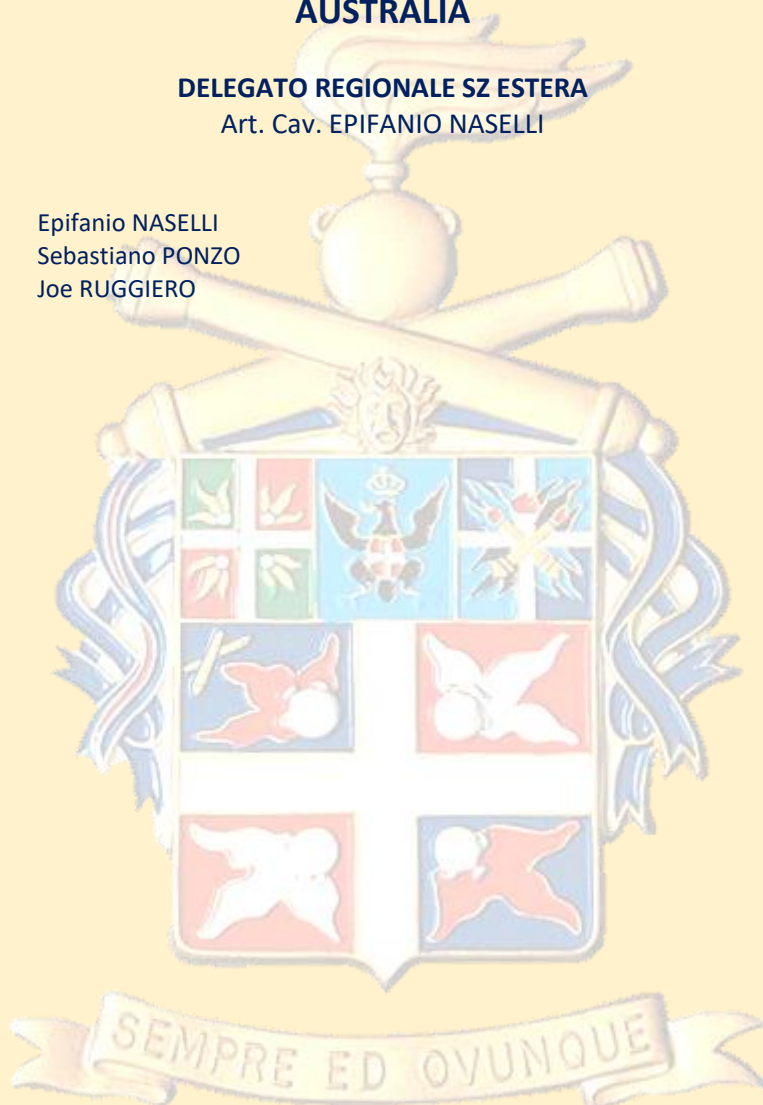 AUSTRALIA
DELEGATO REGIONALE SZ ESTERA
Art. Cav. EPIFANIO NASELLI
Epifanio NASELLI
Sebastiano PONZO
Joe RUGGIERO
SEMPRE ED OVUNQUE